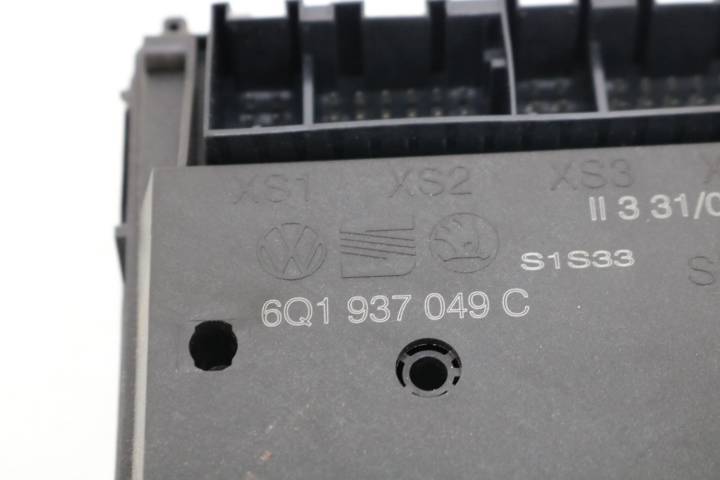 XS1 XS2 XS3
II 3 31/0
S1S33
6Q1 937 049 C